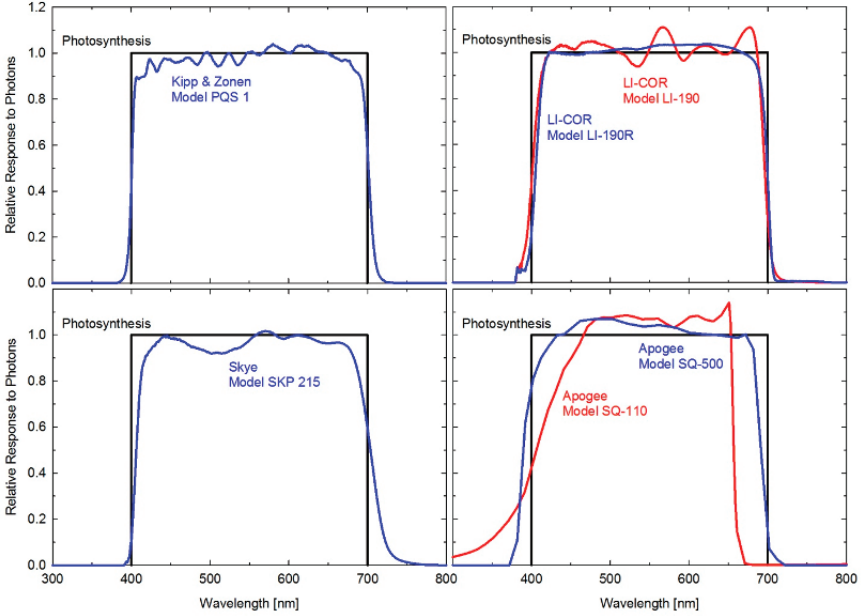 1.2
1.0
0.8
0.6
0.4
0.2
0.0
Relative Response to Photons
Photosynthesis
Kipp & Zonen
Model PQS 1
Photosynthesis
LI-COR
Model LI-190
LI-COR
Model LI-190R
1.0
0.8
0.6
0.4
0.2
0.0
Relative Response to Photons
Photosynthesis
Skye
Model SKP 215
300
400
500
600
700
800
Wavelength [nm]
Photosynthesis
Apogee
Model SQ-500
Apogee
Model SQ-110
400
500
600
700
800
Wavelength [nm]